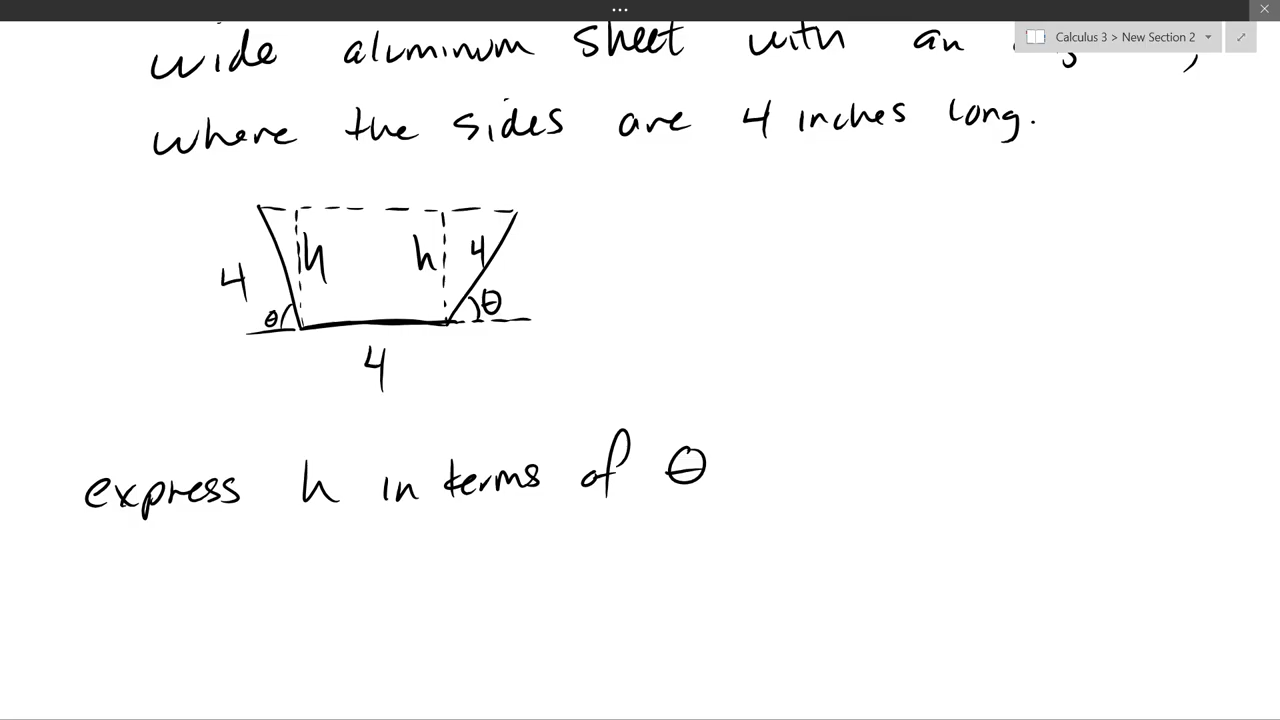 Calculus 3 > New Section 2
wide aluminum sheet with an
where the sides are 4 inches long.
4 h h 4
θ θ
4
express h in terms of θ